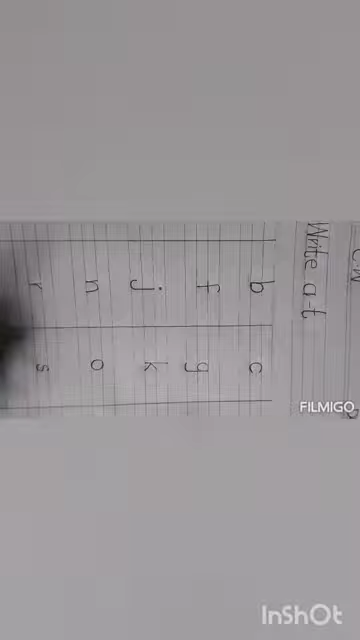 C.W
Write a-t
b c
f g
j k
n o
r s
FILMIGO
InShOt